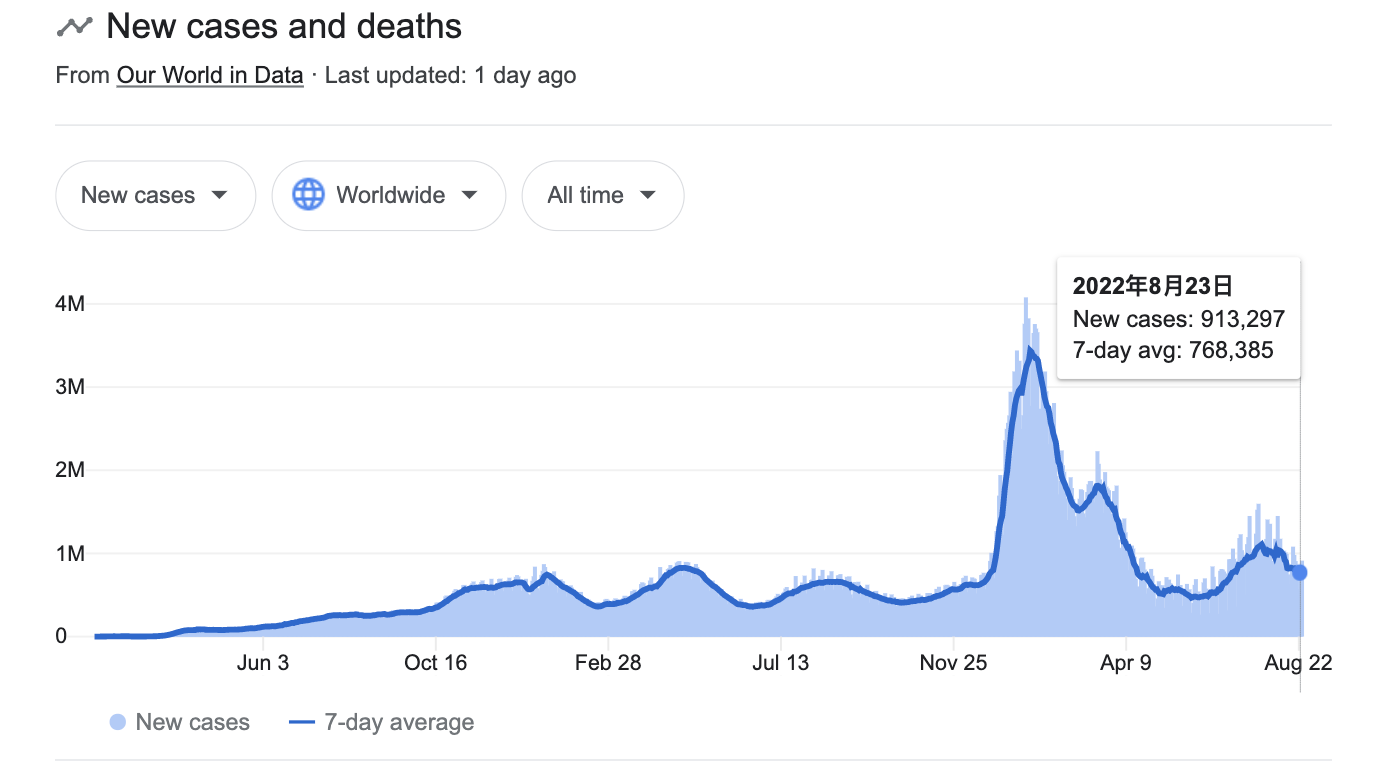 New cases and deaths
From Our World in Data · Last updated: 1 day ago
New cases
Worldwide
All time
2022年8月23日
New cases: 913,297
7-day avg: 768,385
4M
3M
2M
1M
0
Jun 3
Oct 16
Feb 28
Jul 13
Nov 25
Apr 9
Aug 22
New cases
7-day average